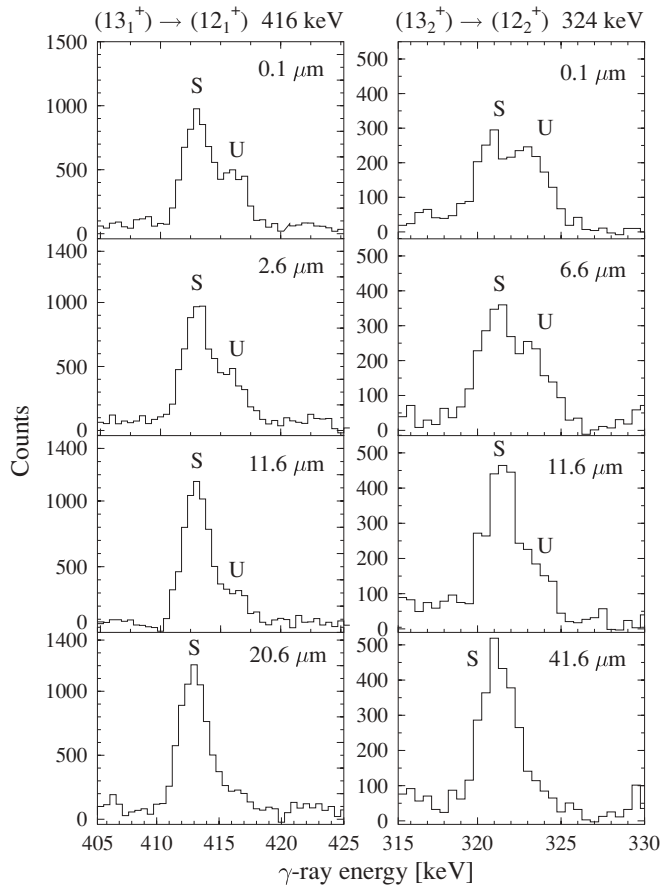 (13₁⁺) → (12₁⁺) 416 keV (13₂⁺) → (12₂⁺) 324 keV
1500 0.1 μm 500 0.1 μm
S U S U
1000 400
500 300
0 200
100
0
1400 2.6 μm 500 6.6 μm
S U S U
1000 400
500 300
0 200
100
0
1400 11.6 μm 500 11.6 μm
S U S U
1000 400
500 300
0 200
100
0
1400 20.6 μm 500 41.6 μm
S S
1000 400
500 300
0 200
100
0
405 410 415 420 425 315 320 325 330
Counts
γ-ray energy [keV]